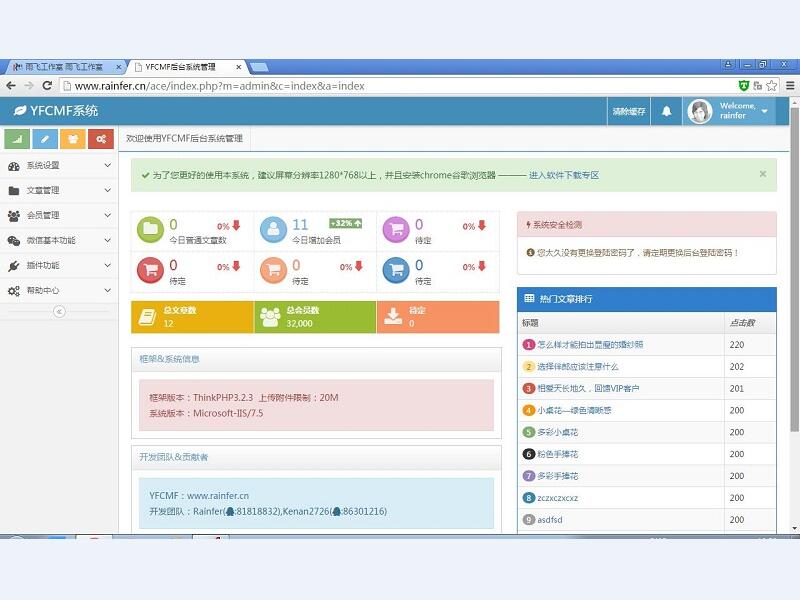 雨飞工作室 雨飞工作室
YFCMF后台系统管理
www.rainfer.cn/ace/index.php?m=admin&c=index&a=index
YFCMF系统
清除缓存
Welcome,
rainfer
欢迎使用YFCMF后台系统管理
系统设置
文章管理
会员管理
微信基本功能
插件功能
帮助中心
为了您更好的使用本系统，建议屏幕分辨率1280*768以上，并且安装chrome谷歌浏览器 ——— 进入软件下载专区
0 0%
今日普通文章数
11 +32%
今日增加会员
0 0%
待定
0 0%
待定
0 0%
待定
0 0%
待定
总文章数
12
总会员数
32,000
待定
0
框架&系统信息
框架版本：ThinkPHP3.2.3 上传附件限制：20M
系统版本：Microsoft-IIS/7.5
开发团队&贡献者
YFCMF：www.rainfer.cn
开发团队：Rainfer(:81818832),Kenan2726(:86301216)
系统安全检测
您太久没有更换登陆密码了，请定期更换后台登陆密码！
热门文章排行
标题 点击数
1 怎么样才能拍出显瘦的婚纱照 220
2 选择伴郎应该注意什么 202
3 相爱天长地久，回馈VIP客户 201
4 小桌花—绿色清晰感 200
5 多彩小桌花 200
6 粉色手捧花 200
7 多彩手捧花 200
8 zczxczxcxz 200
9 asdfsd 200